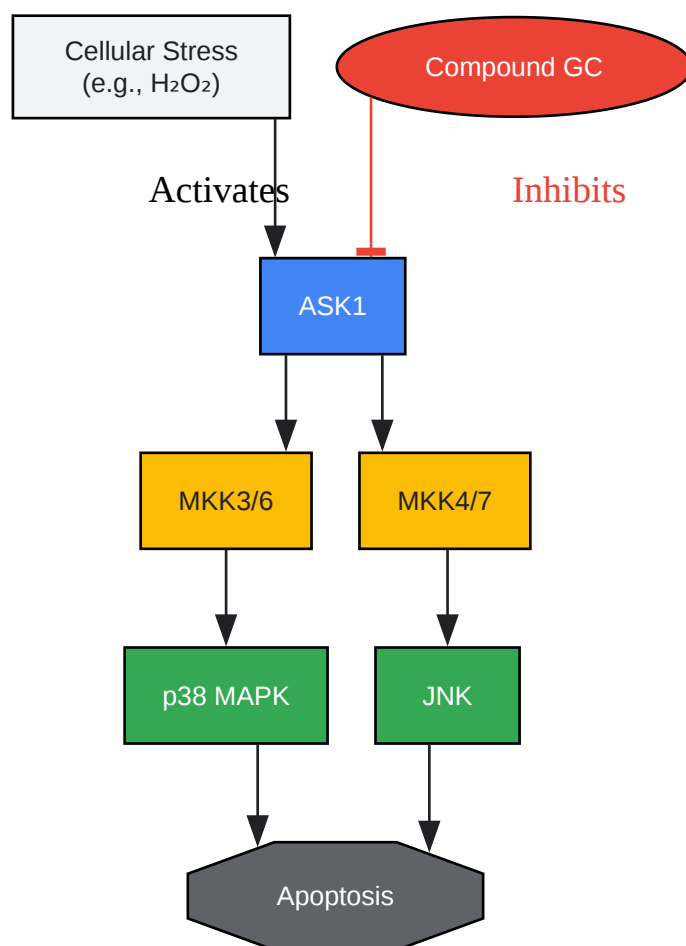 Cellular Stress
(e.g., H₂O₂)
Compound GC
Activates
Inhibits
ASK1
MKK3/6
MKK4/7
p38 MAPK
JNK
Apoptosis